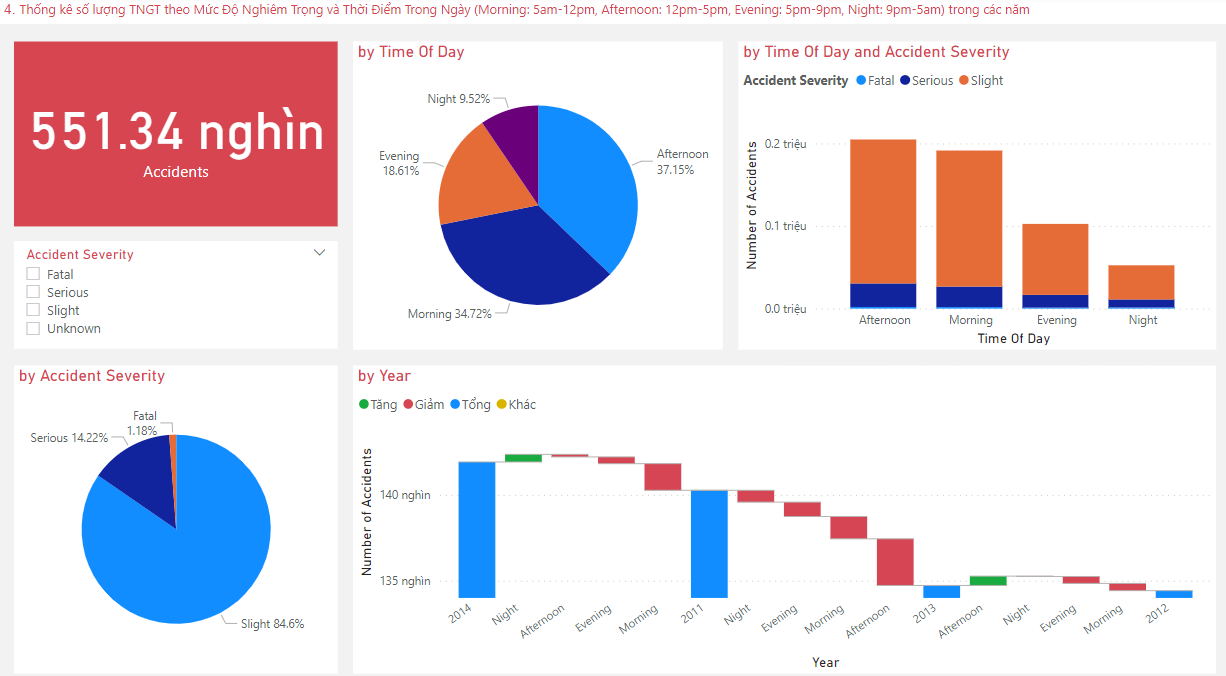 4. Thống kê số lượng TNGT theo Mức Độ Nghiêm Trọng và Thời Điểm Trong Ngày (Morning: 5am-12pm, Afternoon: 12pm-5pm, Evening: 5pm-9pm, Night: 9pm-5am) trong các năm
551.34 nghìn
Accidents
Accident Severity
Fatal
Serious
Slight
Unknown
by Time Of Day
Night 9.52%
Evening
18.61%
Afternoon
37.15%
Morning 34.72%
by Time Of Day and Accident Severity
Accident Severity Fatal Serious Slight
Number of Accidents
0.2 triệu
0.1 triệu
0.0 triệu
Afternoon Morning Evening Night
Time Of Day
by Accident Severity
Fatal
1.18%
Serious 14.22%
Slight 84.6%
by Year
Tăng Giảm Tổng Khác
Number of Accidents
140 nghìn
135 nghìn
2014 Night Afternoon Evening Morning 2011 Night Evening Morning Afternoon 2013 Afternoon Night Evening Morning 2012
Year